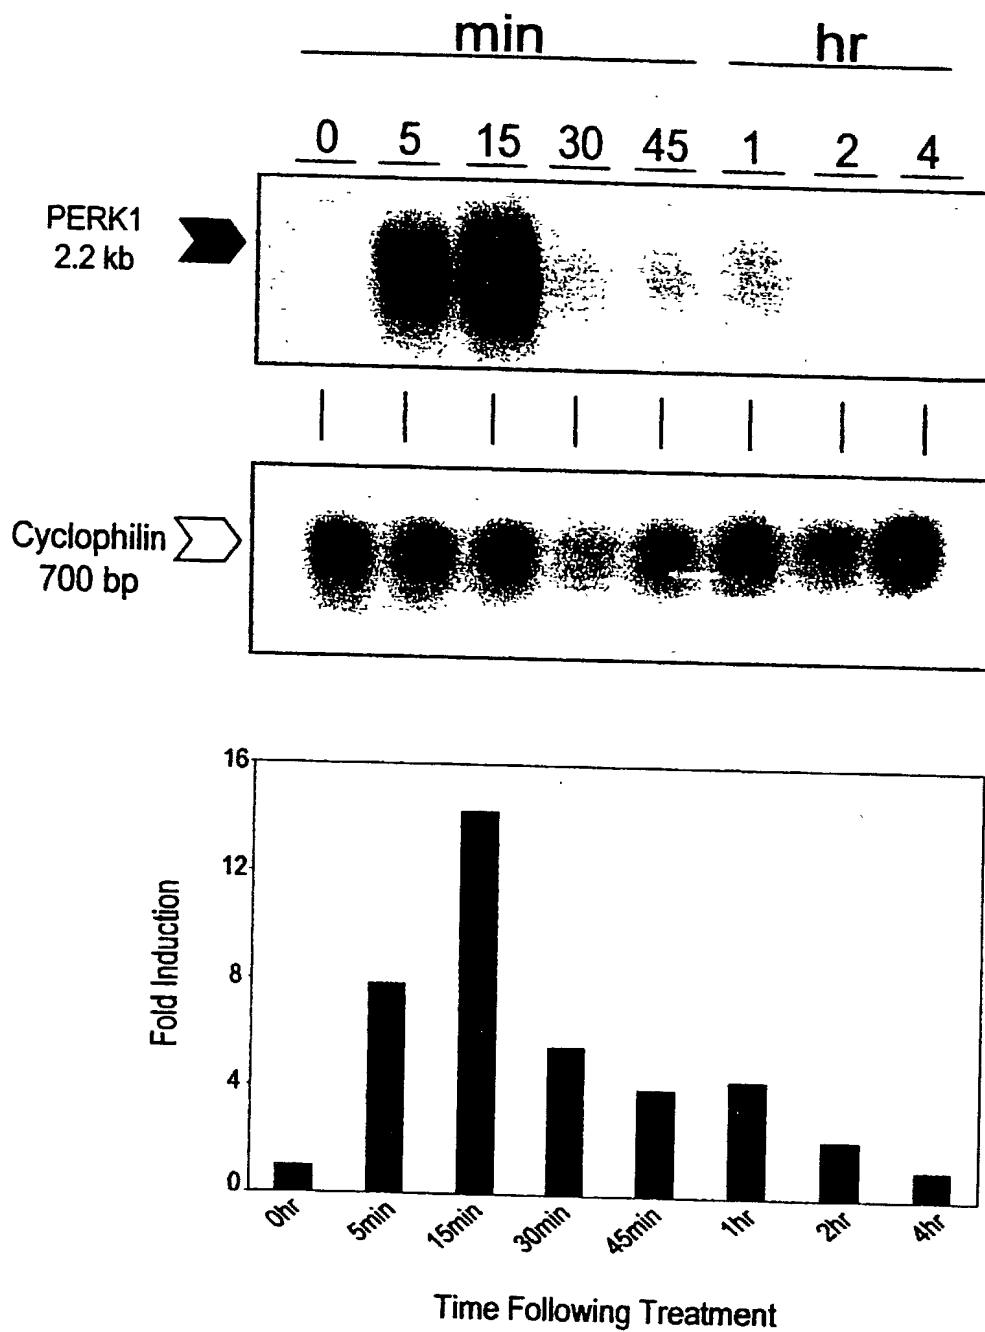 min hr
0 5 15 30 45 1 2 4
PERK1
2.2 kb
Cyclophilin
700 bp
16
12
8
4
0
Fold Induction
0hr 5min 15min 30min 45min 1hr 2hr 4hr
Time Following Treatment